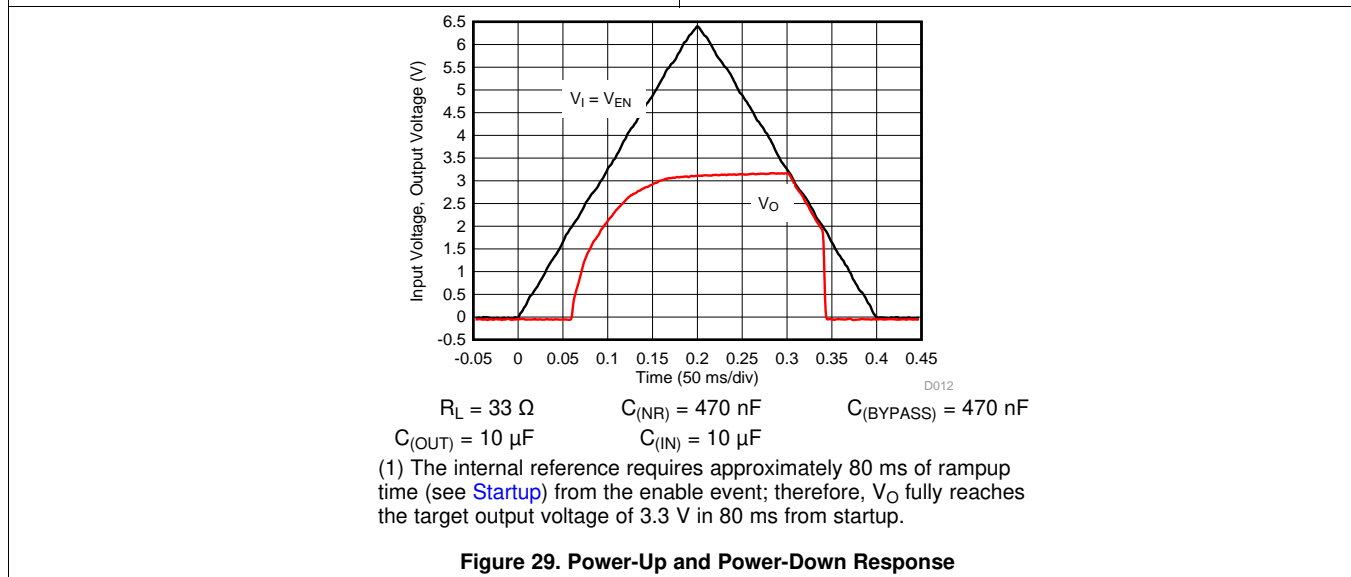 6.5
6
5.5
5
4.5
4
3.5
3
2.5
2
1.5
1
0.5
0
-0.5
Input Voltage, Output Voltage (V)
VI = VEN
VO
-0.05 0 0.05 0.1 0.15 0.2 0.25 0.3 0.35 0.4 0.45
Time (50 ms/div)
D012
RL = 33 Ω C(NR) = 470 nF C(BYPASS) = 470 nF
C(OUT) = 10 µF C(IN) = 10 µF
(1) The internal reference requires approximately 80 ms of rampup
time (see Startup) from the enable event; therefore, VO fully reaches
the target output voltage of 3.3 V in 80 ms from startup.
Figure 29. Power-Up and Power-Down Response